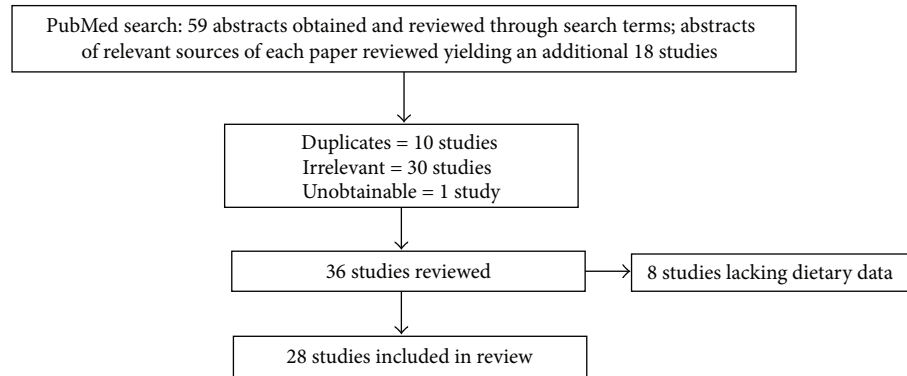 PubMed search: 59 abstracts obtained and reviewed through search terms; abstracts
of relevant sources of each paper reviewed yielding an additional 18 studies
Duplicates = 10 studies
Irrelevant = 30 studies
Unobtainable = 1 study
36 studies reviewed
8 studies lacking dietary data
28 studies included in review